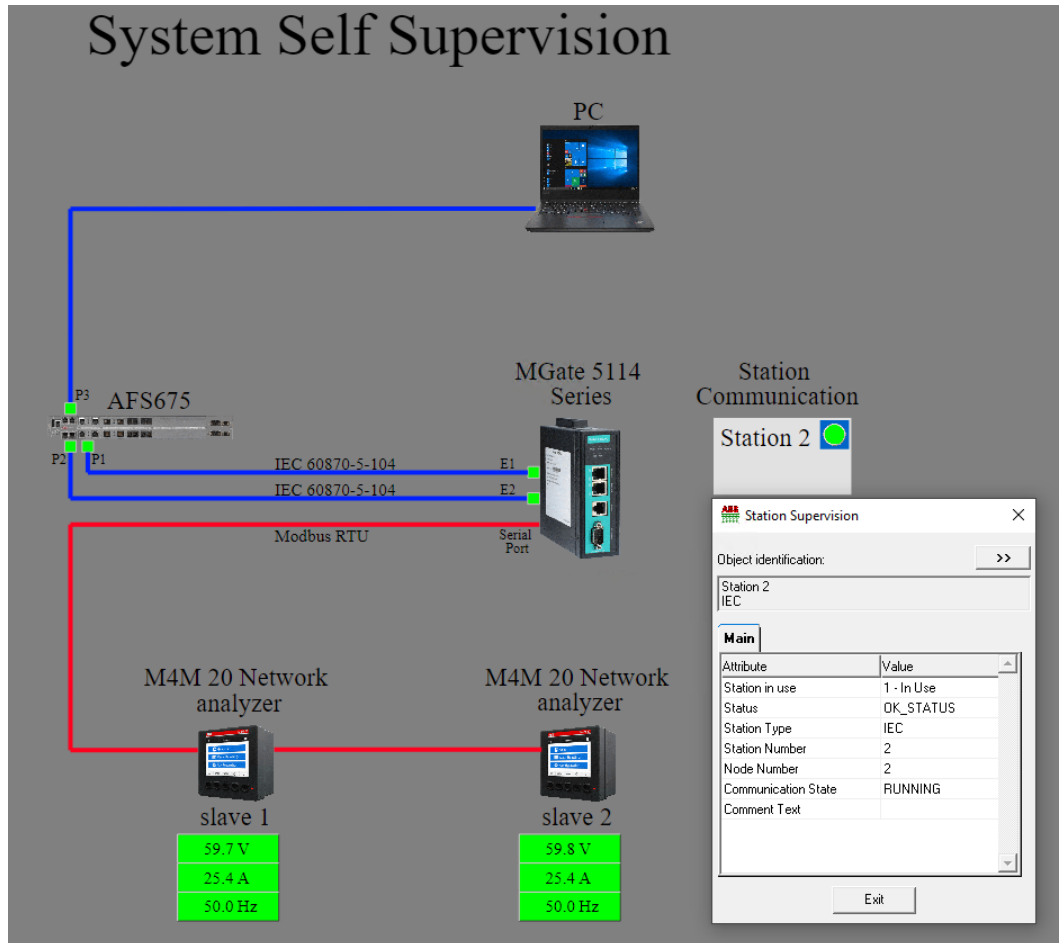 System Self Supervision
PC
P3
AFS675
P2
P1
IEC 60870-5-104
IEC 60870-5-104
Modbus RTU
MGate 5114
Series
E1
E2
Serial
Port
Station
Communication
Station 2
M4M 20 Network
analyzer
slave 1
59.7 V
25.4 A
50.0 Hz
M4M 20 Network
analyzer
slave 2
59.8 V
25.4 A
50.0 Hz
ABB
Station Supervision
Object identification:
>>
Station 2
IEC
Main
Attribute Value
Station in use 1 - In Use
Status OK_STATUS
Station Type IEC
Station Number 2
Node Number 2
Communication State RUNNING
Comment Text
Exit